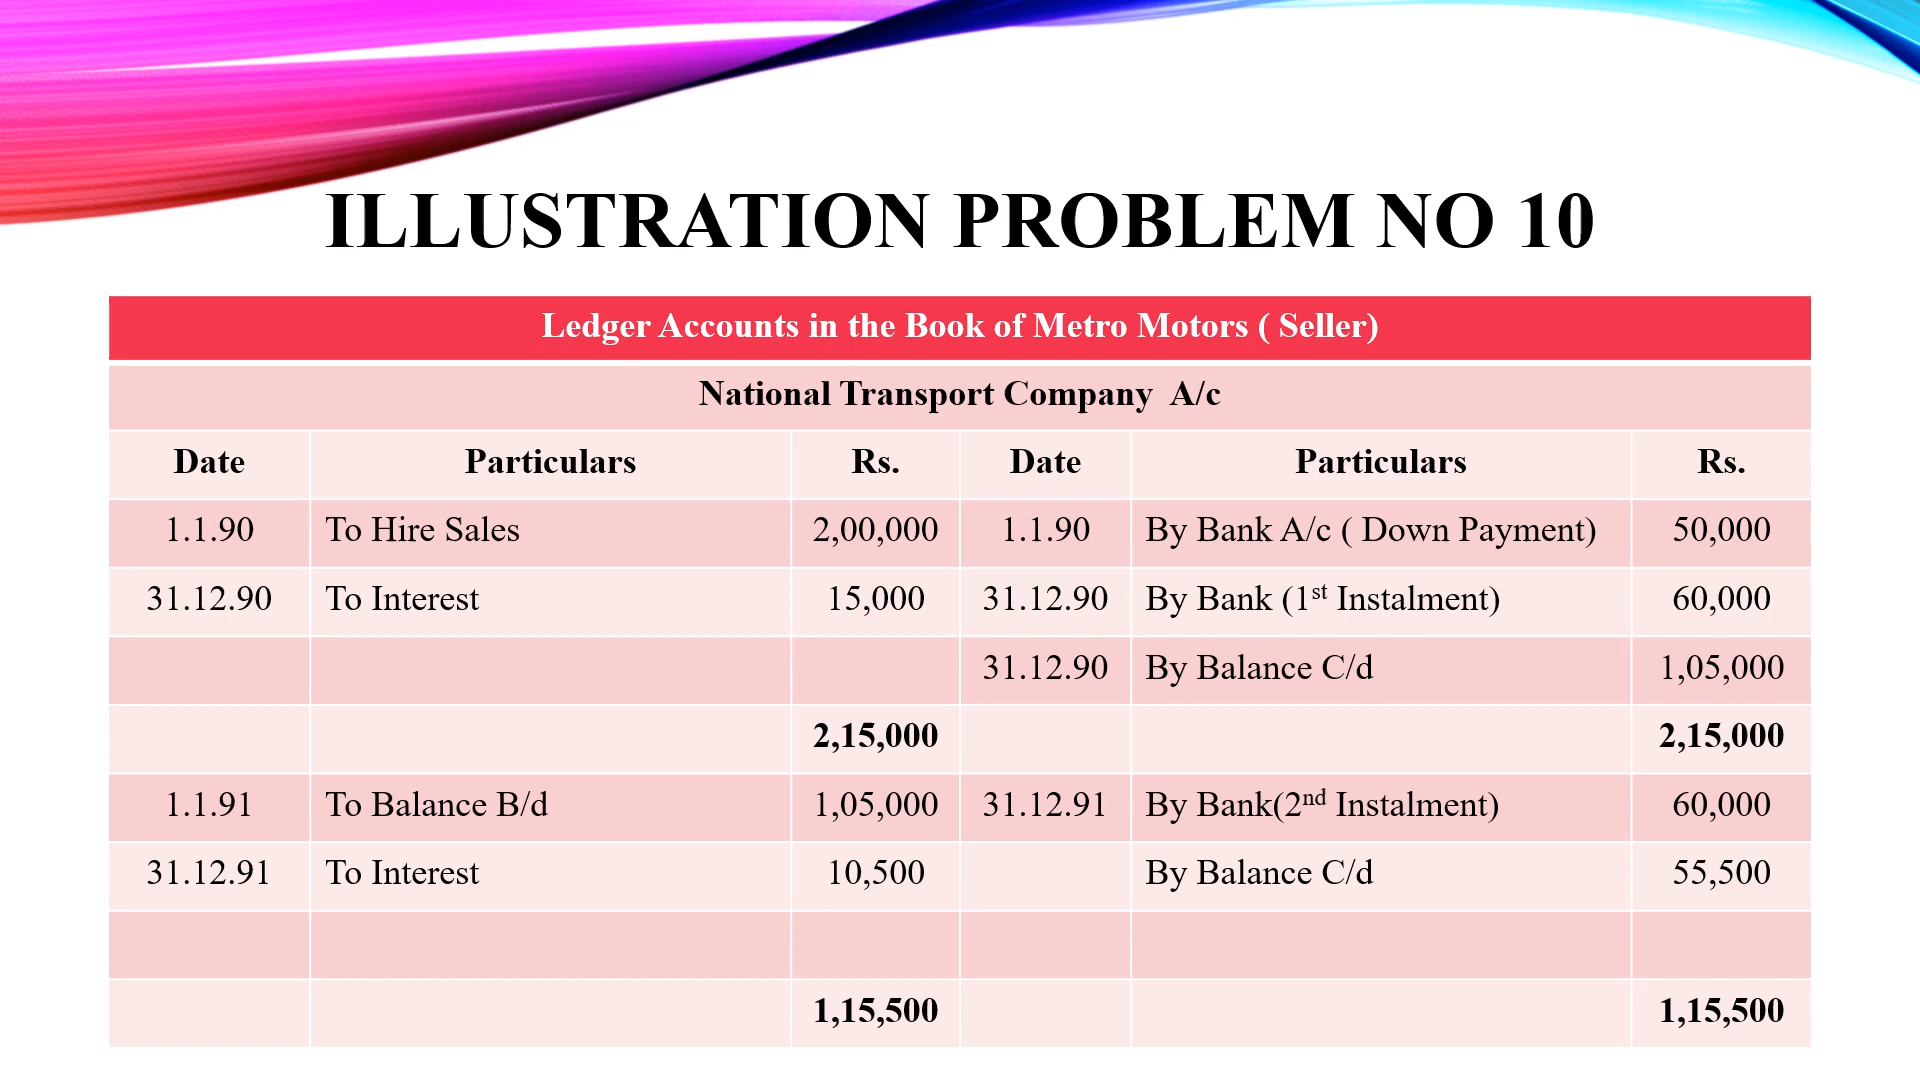 ILLUSTRATION PROBLEM NO 10
Ledger Accounts in the Book of Metro Motors ( Seller)
National Transport Company A/c
Date Particulars Rs. Date Particulars Rs.
1.1.90 To Hire Sales 2,00,000 1.1.90 By Bank A/c ( Down Payment) 50,000
31.12.90 To Interest 15,000 31.12.90 By Bank (1st Instalment) 60,000
31.12.90 By Balance C/d 1,05,000
2,15,000 2,15,000
1.1.91 To Balance B/d 1,05,000 31.12.91 By Bank(2nd Instalment) 60,000
31.12.91 To Interest 10,500 By Balance C/d 55,500
1,15,500 1,15,500